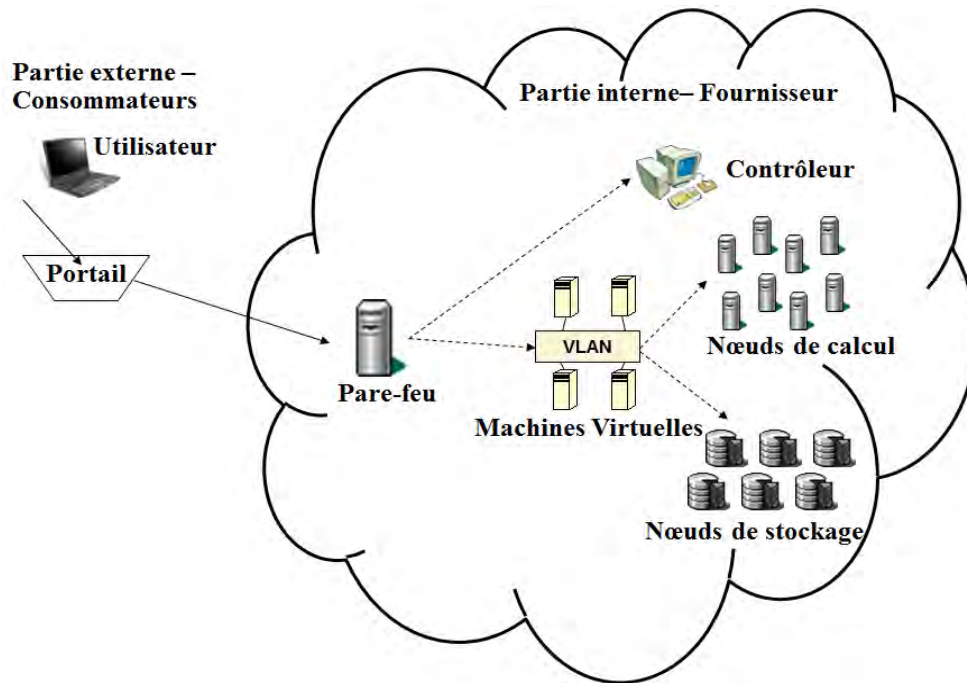 Partie externe –
Consommateurs
Utilisateur
Portail
Partie interne– Fournisseur
Contrôleur
Pare-feu
VLAN
Machines Virtuelles
Nœuds de calcul
Nœuds de stockage